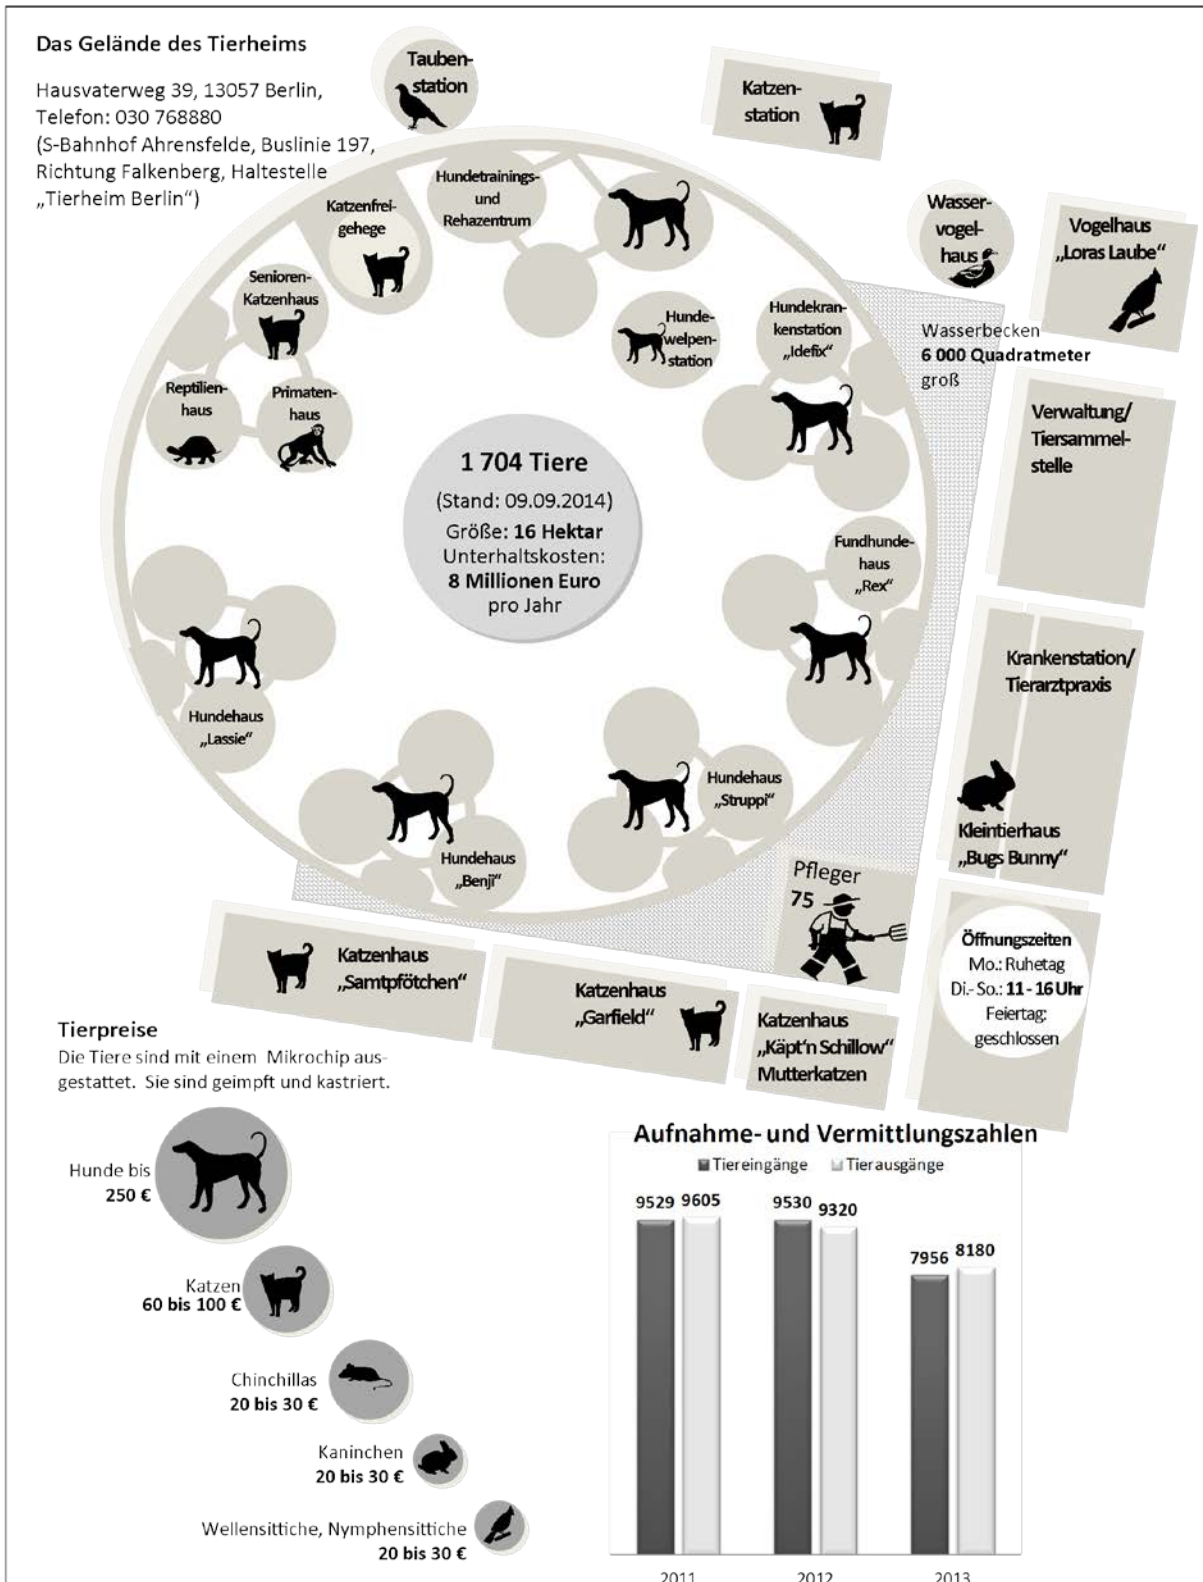 Das Gelände des Tierheims
Hausvaterweg 39, 13057 Berlin,
Telefon: 030 768880
(S-Bahnhof Ahrensfelde, Buslinie 197,
Richtung Falkenberg, Haltestelle
„Tierheim Berlin“)
Tauben-
station
Katzen-
station
Hundetrainings-
und
Rehazentrum
Katzenfrei-
gehege
Wasser-
vogel-
haus
Vogelhaus
„Loras Laube“
Senioren-
Katzenhaus
Hunde-
welpen-
station
Hundekran-
kenstation
„Idefix“
Wasserbecken
6 000 Quadratmeter
groß
Reptilien-
haus
Primaten-
haus
Verwaltung/
Tiersammel-
stelle
1 704 Tiere
(Stand: 09.09.2014)
Größe: 16 Hektar
Unterhaltskosten:
8 Millionen Euro
pro Jahr
Fundhunde-
haus
„Rex“
Krankenstation/
Tierarztpraxis
Hundehaus
„Lassie“
Hundehaus
„Struppi“
Kleintierhaus
„Bugs Bunny“
Hundehaus
„Benji“
Pfleger
75
Öffnungszeiten
Mo.: Ruhetag
Di.- So.: 11 - 16 Uhr
Feiertag:
geschlossen
Katzenhaus
„Samtpfötchen“
Katzenhaus
„Garfield“
Katzenhaus
„Käpt'n Schillow“
Mutterkatzen
Tierpreise
Die Tiere sind mit einem Mikrochip aus-
gestattet. Sie sind geimpft und kastriert.
Hunde bis
250 €
Katzen
60 bis 100 €
Chinchillas
20 bis 30 €
Kaninchen
20 bis 30 €
Wellensittiche, Nymphensittiche
20 bis 30 €
Aufnahme- und Vermittlungszahlen
Tiereingänge Tierausgänge
9529 9605 9530 9320
7956 8180
2011 2012 2013